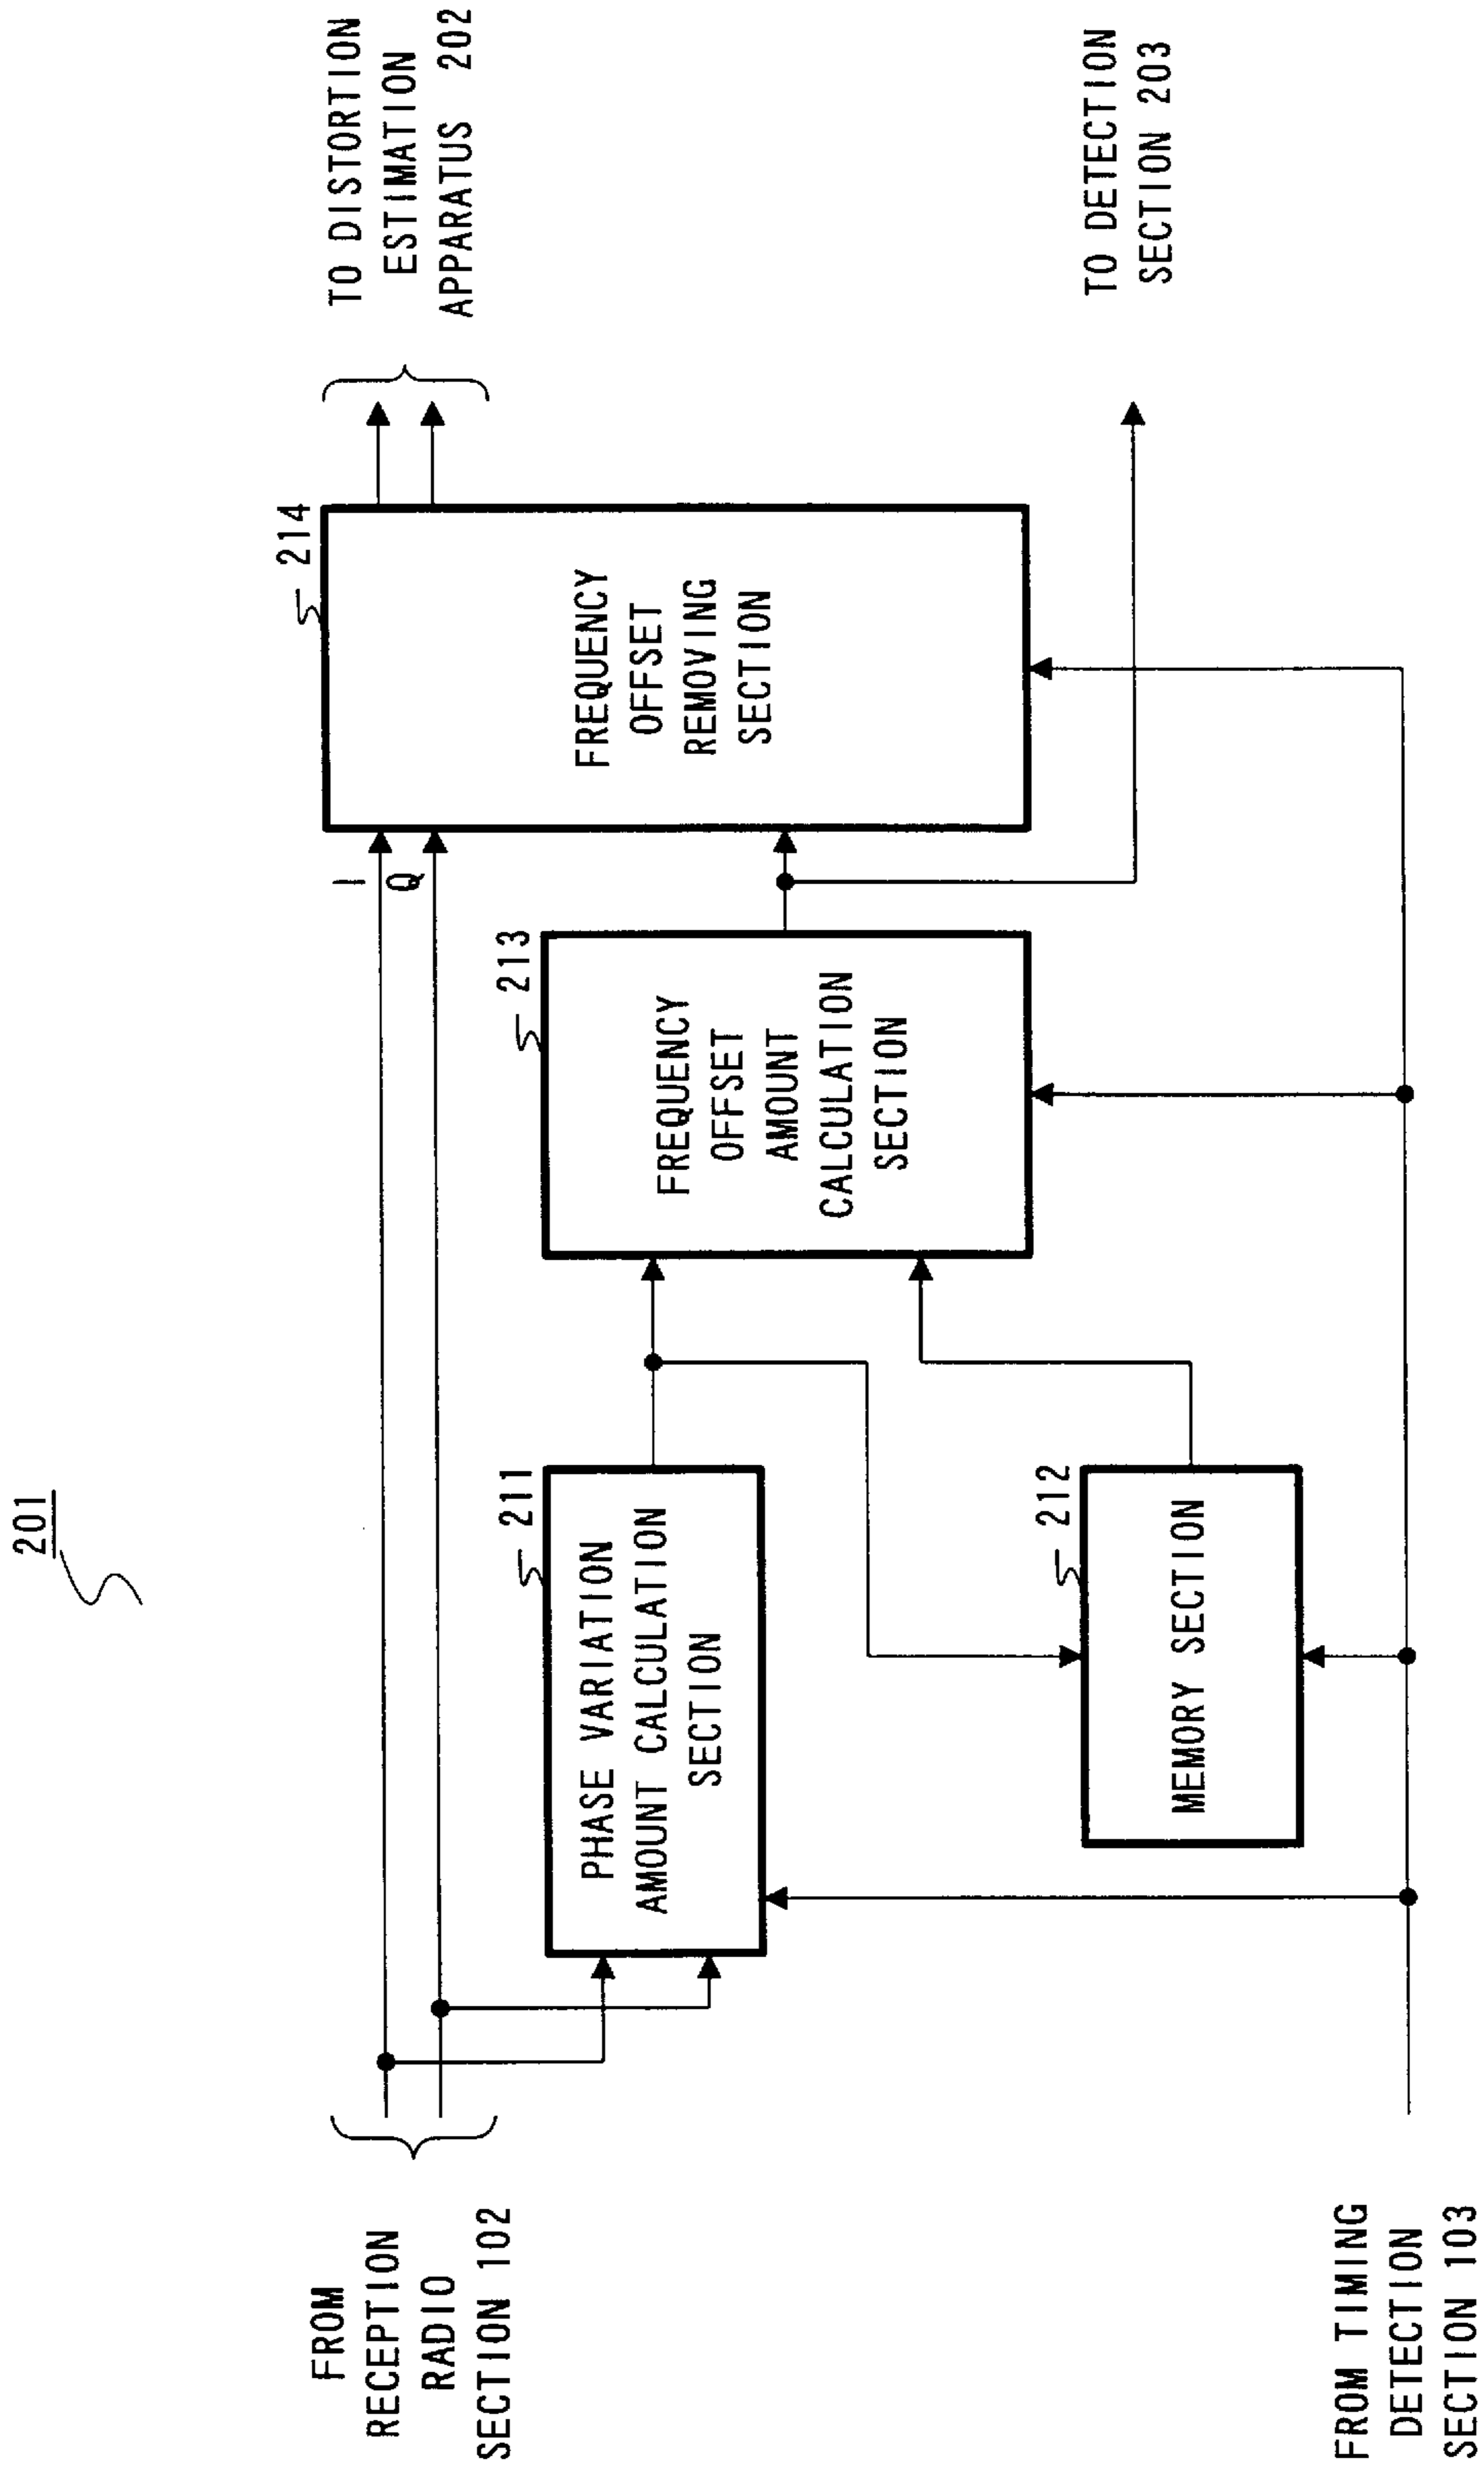 201
FROM
RECEPTION
RADIO
SECTION 102
I
Q
214
FREQUENCY
OFFSET
REMOVING
SECTION
TO DISTORTION
ESTIMATION
APPARATUS 202
211
PHASE VARIATION
AMOUNT CALCULATION
SECTION
213
FREQUENCY
OFFSET
AMOUNT
CALCULATION
SECTION
212
MEMORY SECTION
TO DETECTION
SECTION 203
FROM TIMING
DETECTION
SECTION 103